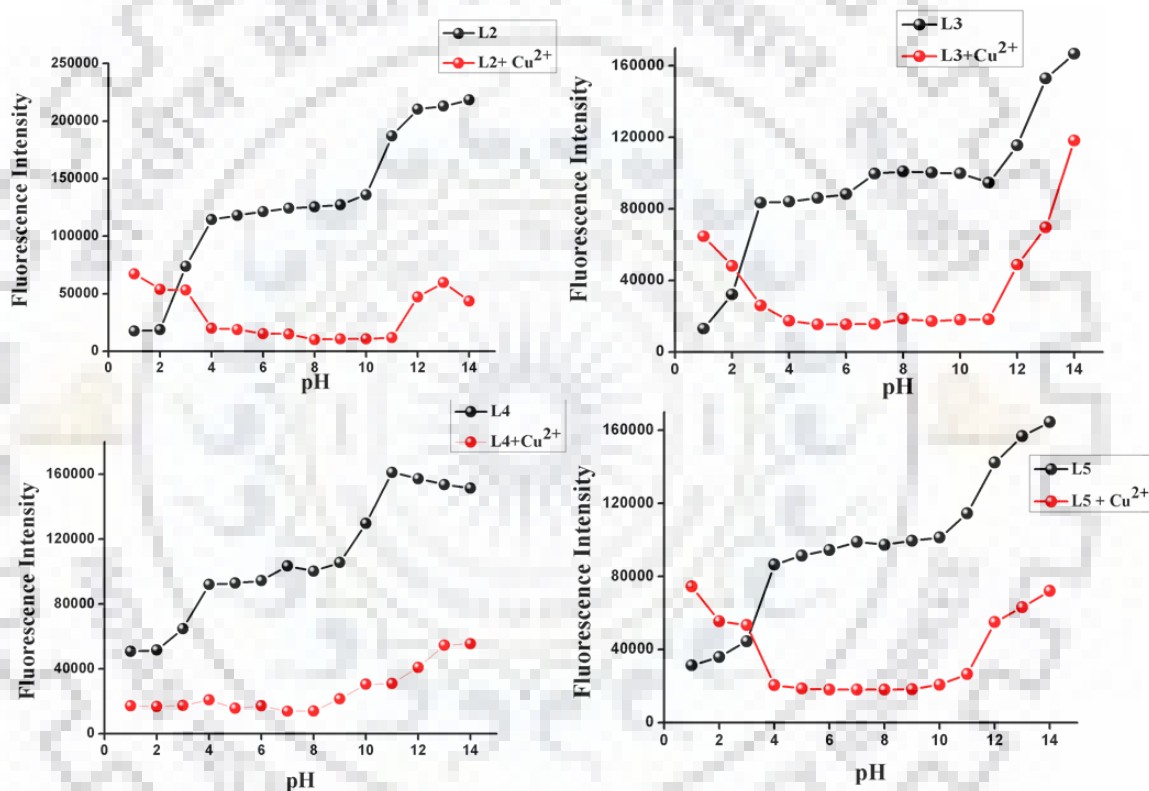 L2
L2+ Cu²⁺
Fluorescence Intensity
250000
200000
150000
100000
50000
0
0 2 4 6 8 10 12 14
pH
L3
L3+Cu²⁺
Fluorescence Intensity
160000
120000
80000
40000
0
0 2 4 6 8 10 12 14
pH
L4
L4+Cu²⁺
Fluorescence Intensity
160000
120000
80000
40000
0
0 2 4 6 8 10 12 14
pH
L5
L5 + Cu²⁺
Fluorescence Intensity
160000
120000
80000
40000
0
0 2 4 6 8 10 12 14
pH